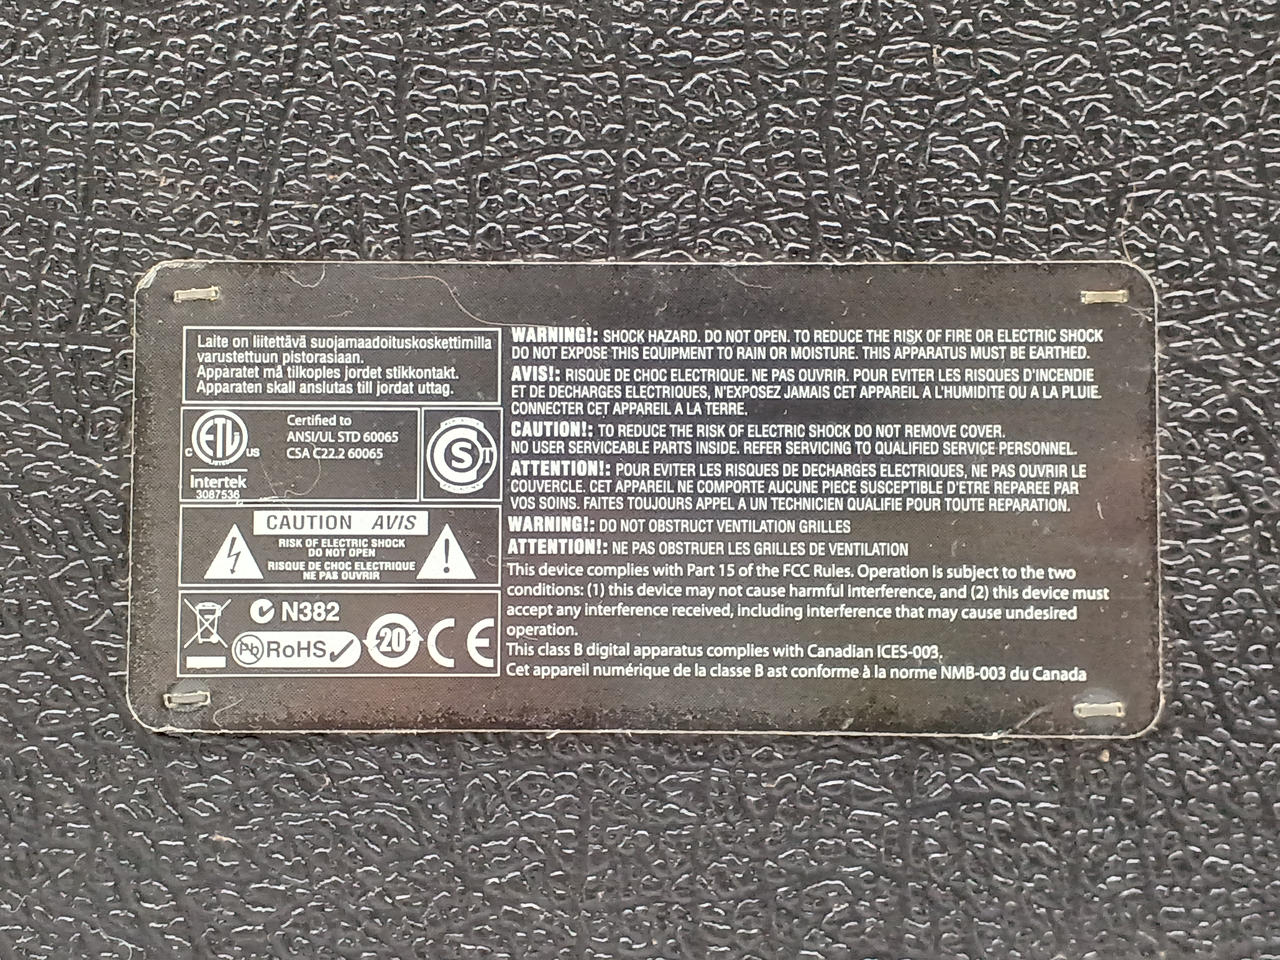 Laite on liitettävä suojamaadoituskoskettimilla
varustettuun pistorasiaan.
Apparatet må tilkoples jordet stikkontakt.
Apparaten skall anslutas till jordat uttag.
ETL
LISTED
C US
Intertek
3087536
Certified to
ANSI/UL STD 60065
CSA C22.2 60065
S T
CAUTION AVIS
RISK OF ELECTRIC SHOCK
DO NOT OPEN
RISQUE DE CHOC ELECTRIQUE
NE PAS OUVRIR
N382
Pb RoHS 20 CE
WARNING!: SHOCK HAZARD. DO NOT OPEN. TO REDUCE THE RISK OF FIRE OR ELECTRIC SHOCK
DO NOT EXPOSE THIS EQUIPMENT TO RAIN OR MOISTURE. THIS APPARATUS MUST BE EARTHED.
AVIS!: RISQUE DE CHOC ELECTRIQUE. NE PAS OUVRIR. POUR EVITER LES RISQUES D'INCENDIE
ET DE DECHARGES ELECTRIQUES, N'EXPOSEZ JAMAIS CET APPAREIL A L'HUMIDITE OU A LA PLUIE.
CONNECTER CET APPAREIL A LA TERRE.
CAUTION!: TO REDUCE THE RISK OF ELECTRIC SHOCK DO NOT REMOVE COVER.
NO USER SERVICEABLE PARTS INSIDE. REFER SERVICING TO QUALIFIED SERVICE PERSONNEL.
ATTENTION!: POUR EVITER LES RISQUES DE DECHARGES ELECTRIQUES, NE PAS OUVRIR LE
COUVERCLE. CET APPAREIL NE COMPORTE AUCUNE PIECE SUSCEPTIBLE D'ETRE REPAREE PAR
VOS SOINS. FAITES TOUJOURS APPEL A UN TECHNICIEN QUALIFIE POUR TOUTE REPARATION.
WARNING!: DO NOT OBSTRUCT VENTILATION GRILLES
ATTENTION!: NE PAS OBSTRUER LES GRILLES DE VENTILATION
This device complies with Part 15 of the FCC Rules. Operation is subject to the two
conditions: (1) this device may not cause harmful interference, and (2) this device must
accept any interference received, including interference that may cause undesired
operation.
This class B digital apparatus complies with Canadian ICES-003.
Cet appareil numérique de la classe B ast conforme à la norme NMB-003 du Canada